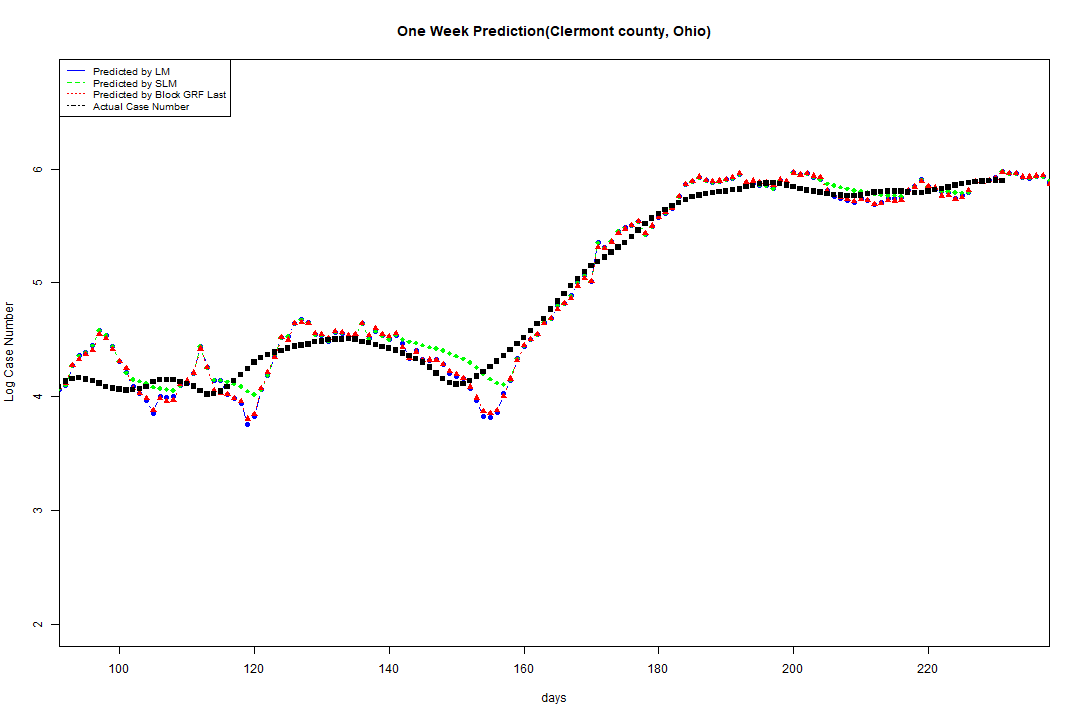 One Week Prediction(Clermont county, Ohio)
Predicted by LM
Predicted by SLM
Predicted by Block GRF Last
Actual Case Number
6
5
4
3
2
Log Case Number
100 120 140 160 180 200 220
days